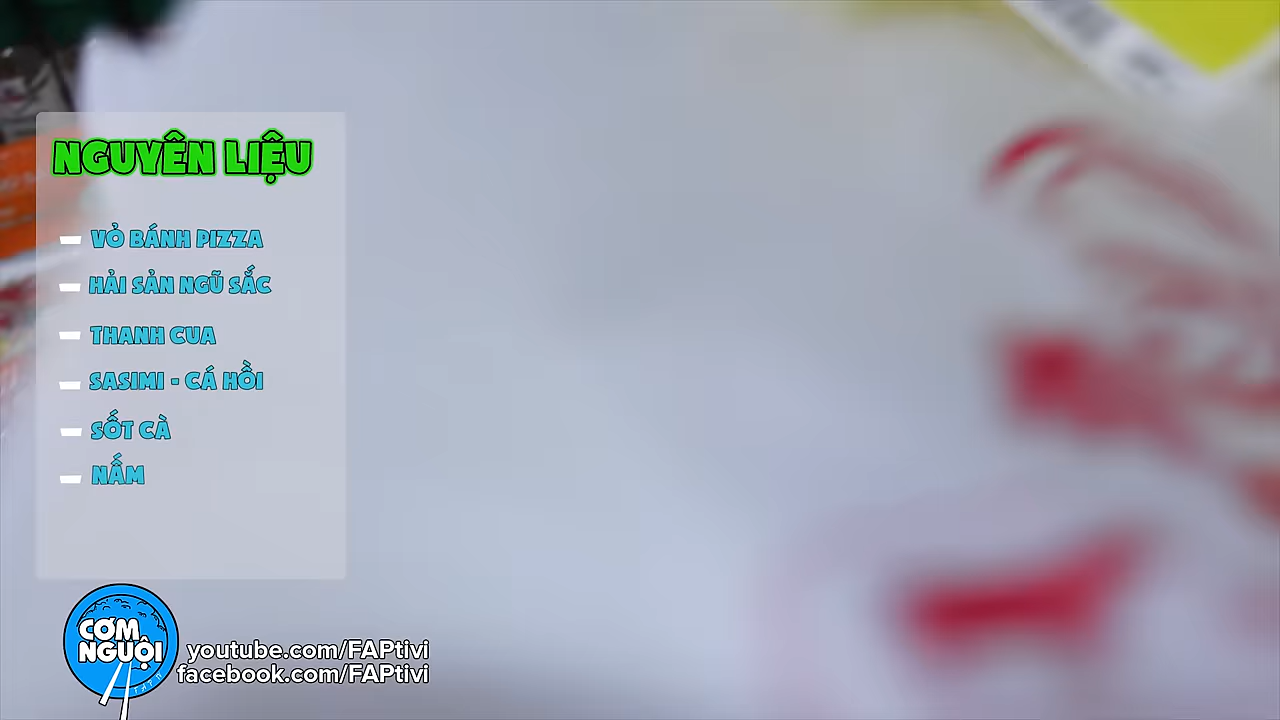 NGUYÊN LIỆU
VỎ BÁNH PIZZA
HẢI SẢN NGŨ SẮC
THANH CUA
SASIMI - CÁ HỒI
SỐT CÀ
NẤM
CƠM
NGUỘI
FAPTV
youtube.com/FAPtivi
facebook.com/FAPtivi